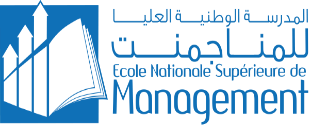 المدرسة الوطنية العليا
للمناجمنت
Ecole Nationale Supérieure de
Management